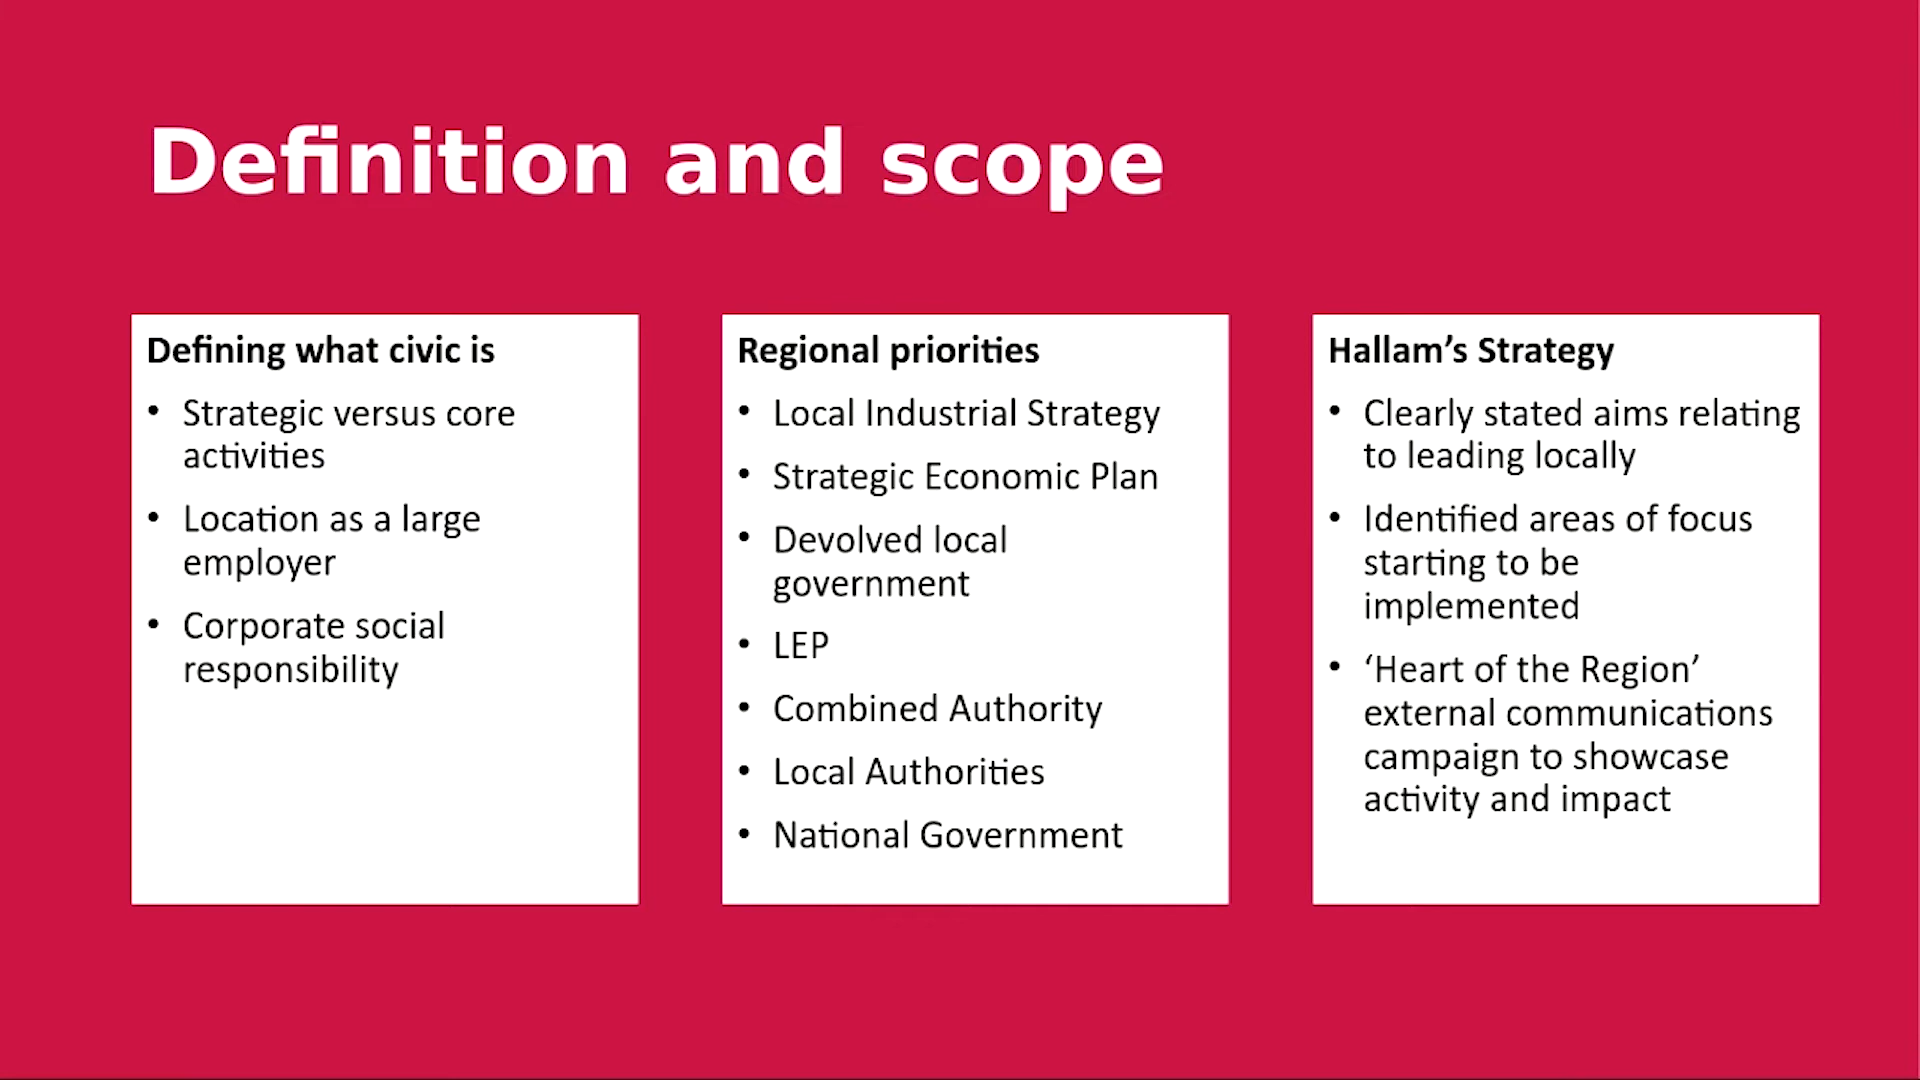 Definition and scope
Defining what civic is
• Strategic versus core
activities
• Location as a large
employer
• Corporate social
responsibility
Regional priorities
• Local Industrial Strategy
• Strategic Economic Plan
• Devolved local
government
• LEP
• Combined Authority
• Local Authorities
• National Government
Hallam’s Strategy
• Clearly stated aims relating
to leading locally
• Identified areas of focus
starting to be
implemented
• ‘Heart of the Region’
external communications
campaign to showcase
activity and impact